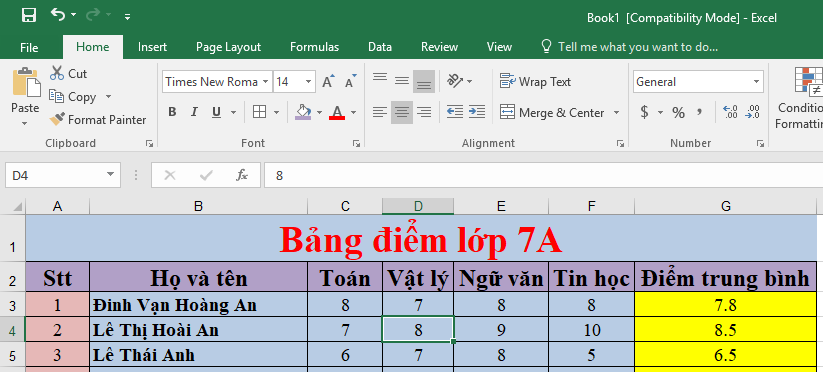 Book1 [Compatibility Mode] - Excel
File Home Insert Page Layout Formulas Data Review View Tell me what you want to do...
Paste
Cut
Copy
Format Painter
Clipboard
Times New Roma 14 A A
B I U A
Font
Wrap Text
Merge & Center
Alignment
General
$ % , .0 .00 .00 .0
Number
Condition
Formattin
D4 fx 8
A B C D E F G
1 Bảng điểm lớp 7A
2 Stt Họ và tên Toán Vật lý Ngữ văn Tin học Điểm trung bình
3 1 Đinh Vạn Hoàng An 8 7 8 8 7.8
4 2 Lê Thị Hoài An 7 8 9 10 8.5
5 3 Lê Thái Anh 6 7 8 5 6.5